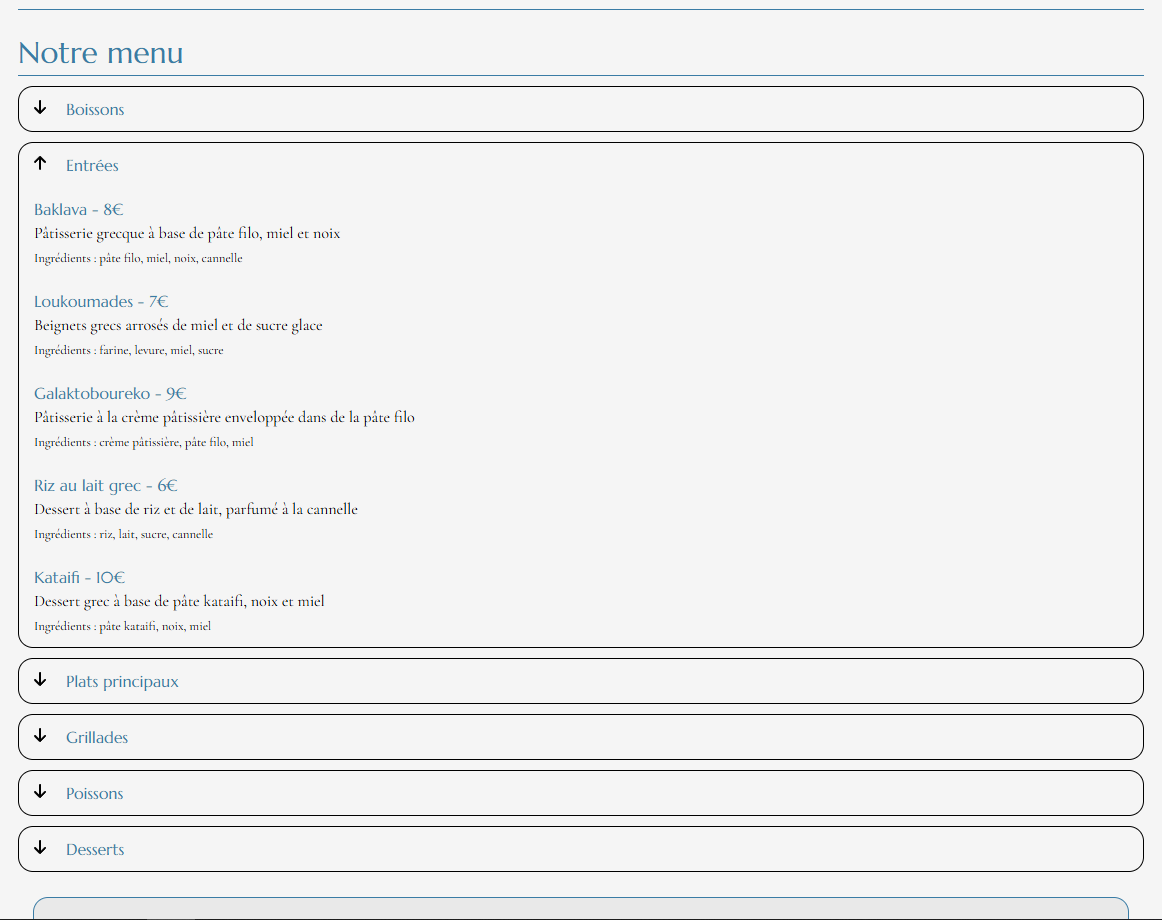 Notre menu
Boissons
Entrées
Baklava - 8€
Pâtisserie grecque à base de pâte filo, miel et noix
Ingrédients : pâte filo, miel, noix, cannelle
Loukoumades - 7€
Beignets grecs arrosés de miel et de sucre glace
Ingrédients : farine, levure, miel, sucre
Galaktoboureko - 9€
Pâtisserie à la crème pâtissière enveloppée dans de la pâte filo
Ingrédients : crème pâtissière, pâte filo, miel
Riz au lait grec - 6€
Dessert à base de riz et de lait, parfumé à la cannelle
Ingrédients : riz, lait, sucre, cannelle
Kataifi - 10€
Dessert grec à base de pâte kataifi, noix et miel
Ingrédients : pâte kataifi, noix, miel
Plats principaux
Grillades
Poissons
Desserts